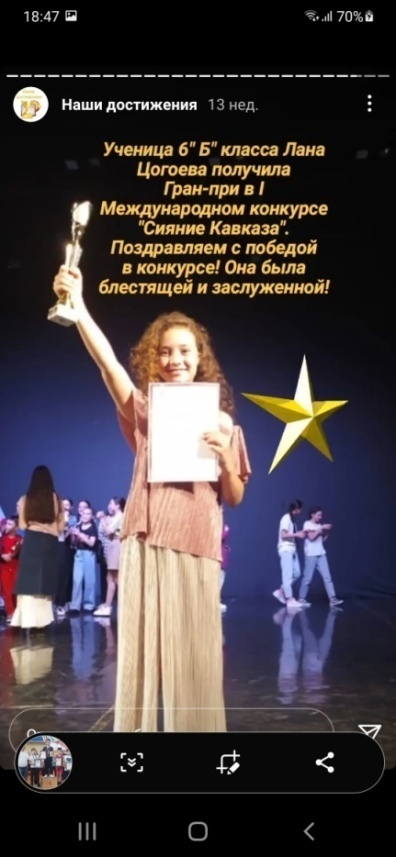 18:47
70%
Наши достижения 13 нед.
Ученица 6" Б" класса Лана
Цогоева получила
Гран-при в I
Международном конкурсе
"Сияние Кавказа".
Поздравляем с победой
в конкурсе! Она была
блестящей и заслуженной!